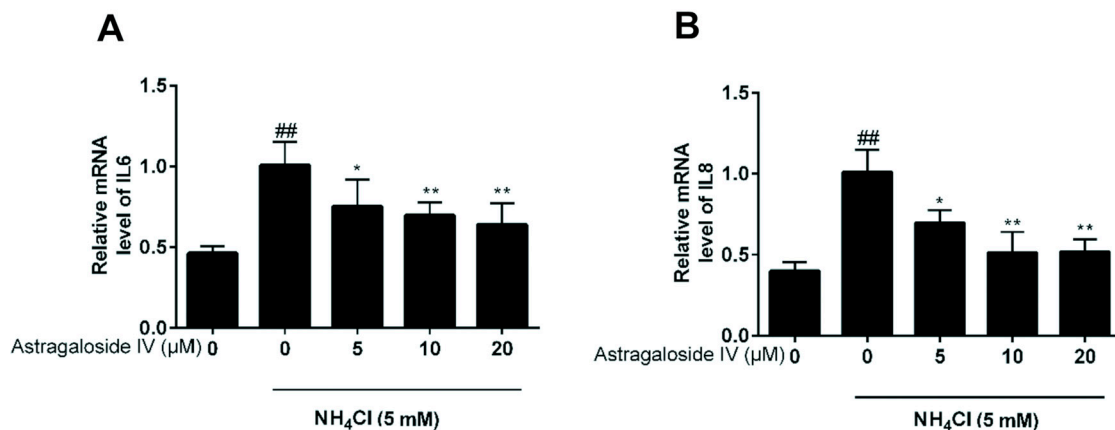 A
Relative mRNA
level of IL6
1.5
1.0
0.5
0.0
##
*
**
**
Astragaloside IV (μM) 0 0 5 10 20
NH₄Cl (5 mM)
B
Relative mRNA
level of IL8
1.5
1.0
0.5
0.0
##
*
**
**
Astragaloside IV (μM) 0 0 5 10 20
NH₄Cl (5 mM)